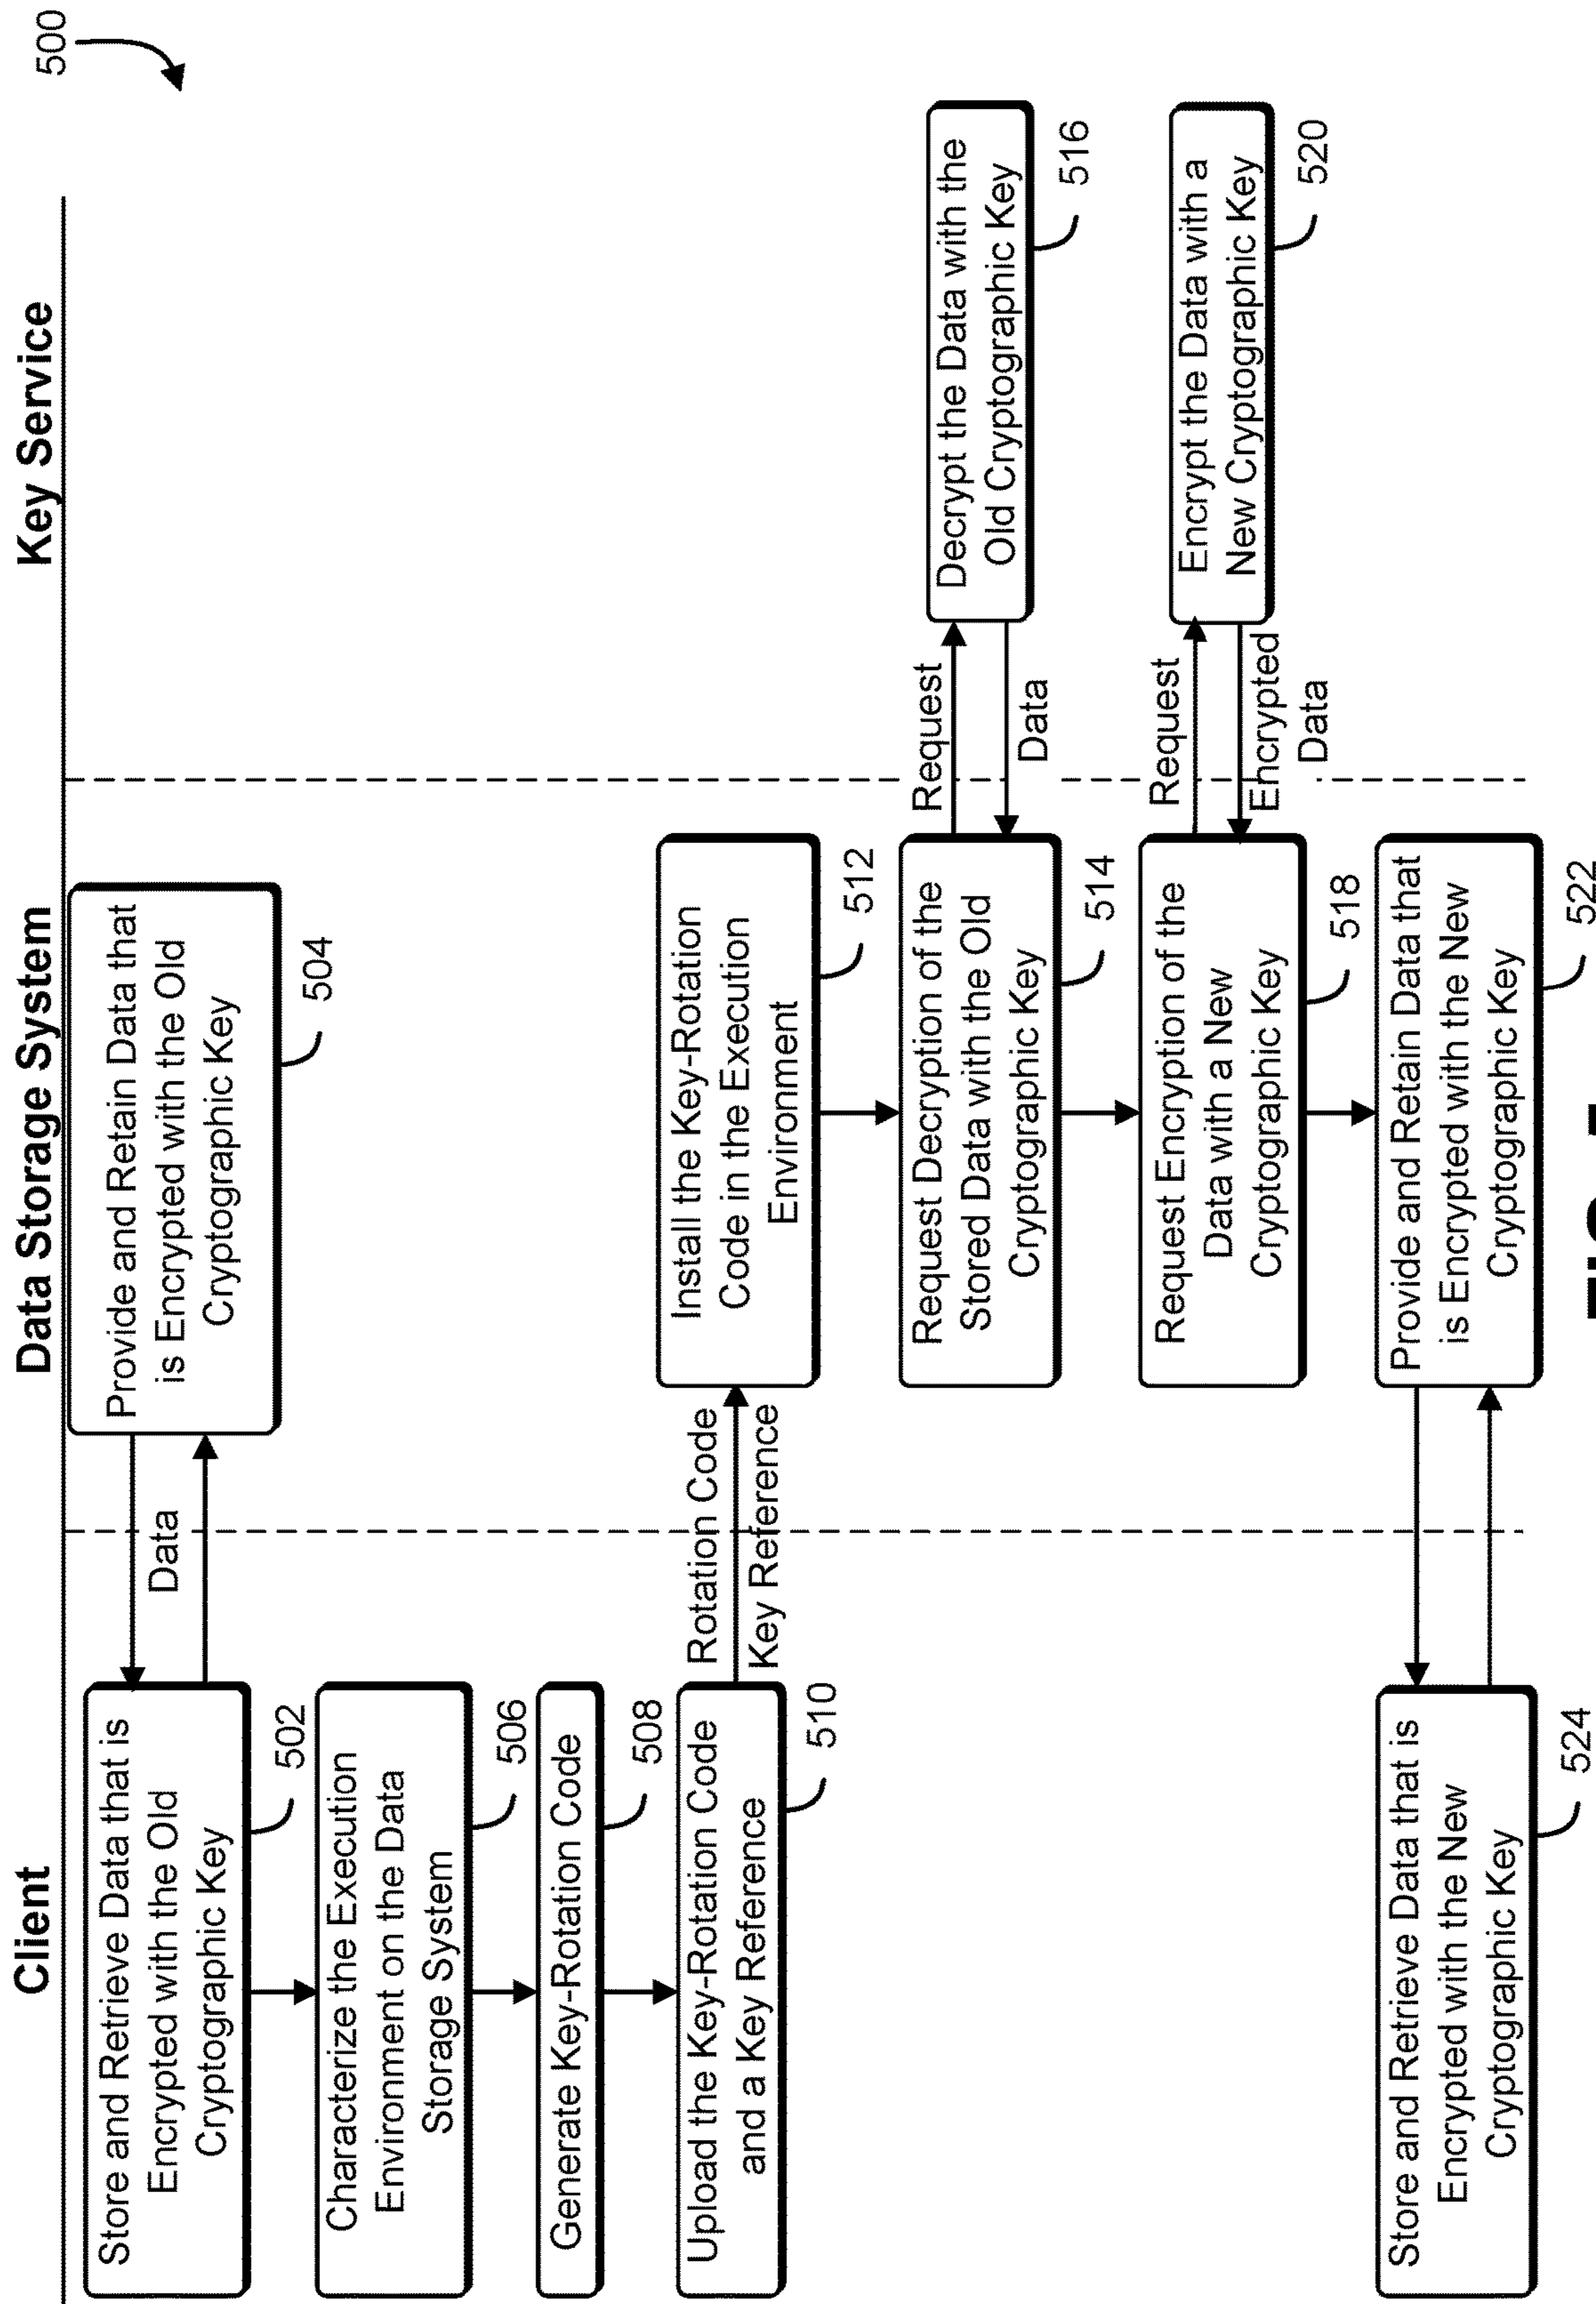 500
Client
Data Storage System
Key Service
Store and Retrieve Data that is
Encrypted with the Old
Cryptographic Key
502
Data
Provide and Retain Data that
is Encrypted with the Old
Cryptographic Key
504
Characterize the Execution
Environment on the Data
Storage System
506
Generate Key-Rotation Code
508
Upload the Key-Rotation Code
and a Key Reference
510
Rotation Code
Key Reference
Install the Key-Rotation
Code in the Execution
Environment
512
Request Decryption of the
Stored Data with the Old
Cryptographic Key
514
Request
Data
Decrypt the Data with the
Old Cryptographic Key
516
Request Encryption of the
Data with a New
Cryptographic Key
518
Request
Encrypted
Data
Encrypt the Data with a
New Cryptographic Key
520
Provide and Retain Data that
is Encrypted with the New
Cryptographic Key
522
Store and Retrieve Data that is
Encrypted with the New
Cryptographic Key
524